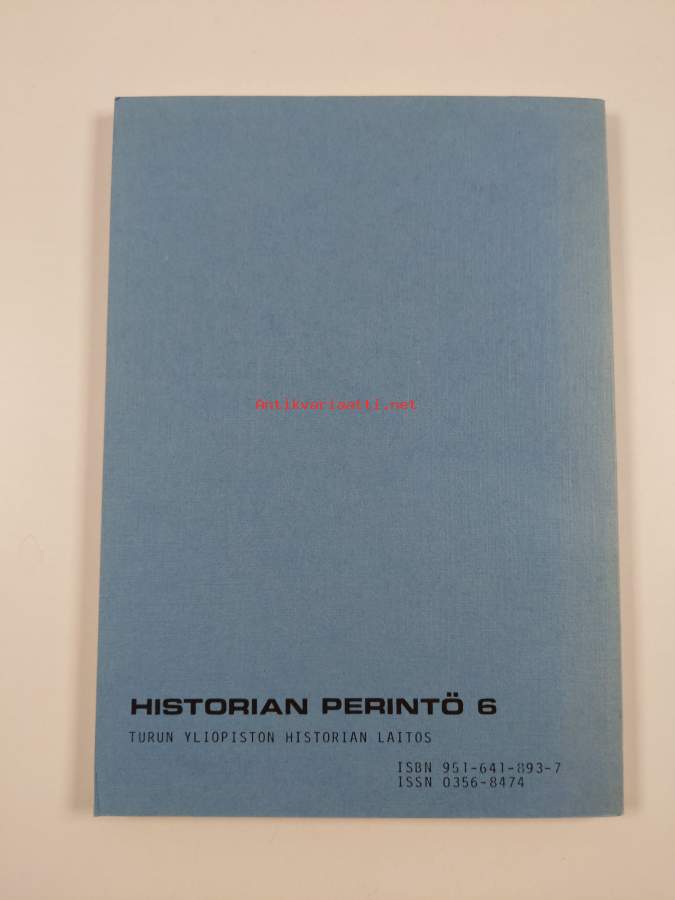 Antikvariaatti.net
HISTORIAN PERINTÖ 6
TURUN YLIOPISTON HISTORIAN LAITOS
ISBN 951-641-893-7
ISSN 0356-8474